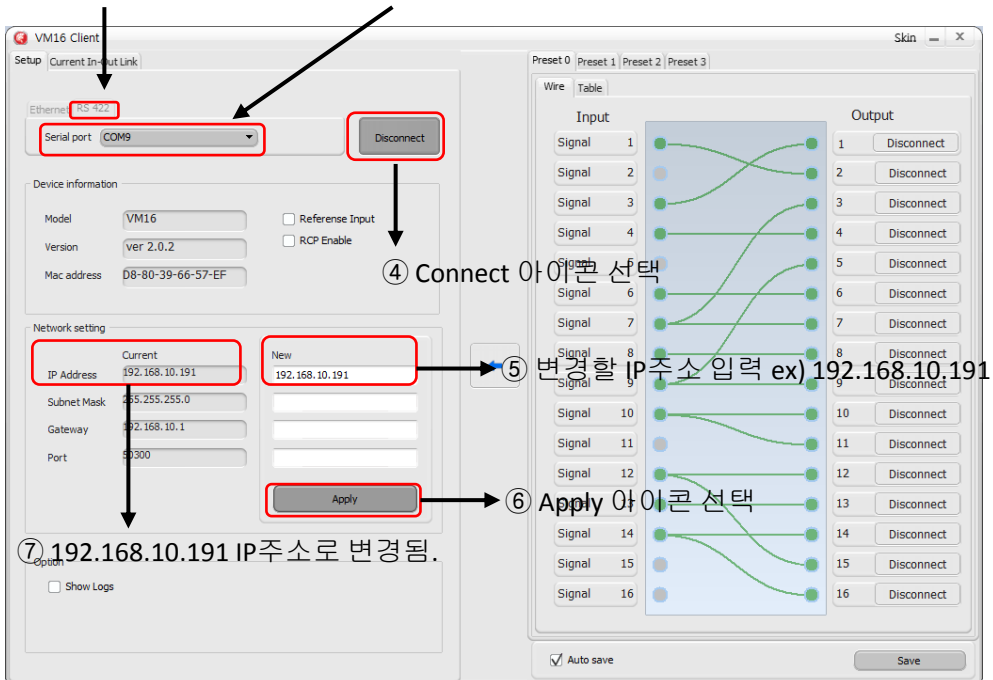 VM16 Client
Skin
Setup Current In-Out Link
Preset 0 Preset 1 Preset 2 Preset 3
Wire Table
Ethernet RS 422
Serial port COM9
Disconnect
Input
Output
Signal 1
1 Disconnect
Signal 2
2 Disconnect
Signal 3
3 Disconnect
Signal 4
4 Disconnect
Signal 5
5 Disconnect
Signal 6
6 Disconnect
Signal 7
7 Disconnect
Signal 8
8 Disconnect
Signal 9
9 Disconnect
Signal 10
10 Disconnect
Signal 11
11 Disconnect
Signal 12
12 Disconnect
Signal 13
13 Disconnect
Signal 14
14 Disconnect
Signal 15
15 Disconnect
Signal 16
16 Disconnect
Device information
Model VM16
Referense Input
Version ver 2.0.2
RCP Enable
Mac address D8-80-39-66-57-EF
④ Connect 아이콘 선택
Network setting
Current
New
IP Address 192.168.10.191
192.168.10.191
⑤ 변경할 IP주소 입력 ex) 192.168.10.191
Subnet Mask 255.255.255.0
Gateway 192.168.10.1
Port 50300
Apply
⑥ Apply 아이콘 선택
⑦ 192.168.10.191 IP주소로 변경됨.
Option
Show Logs
Auto save
Save